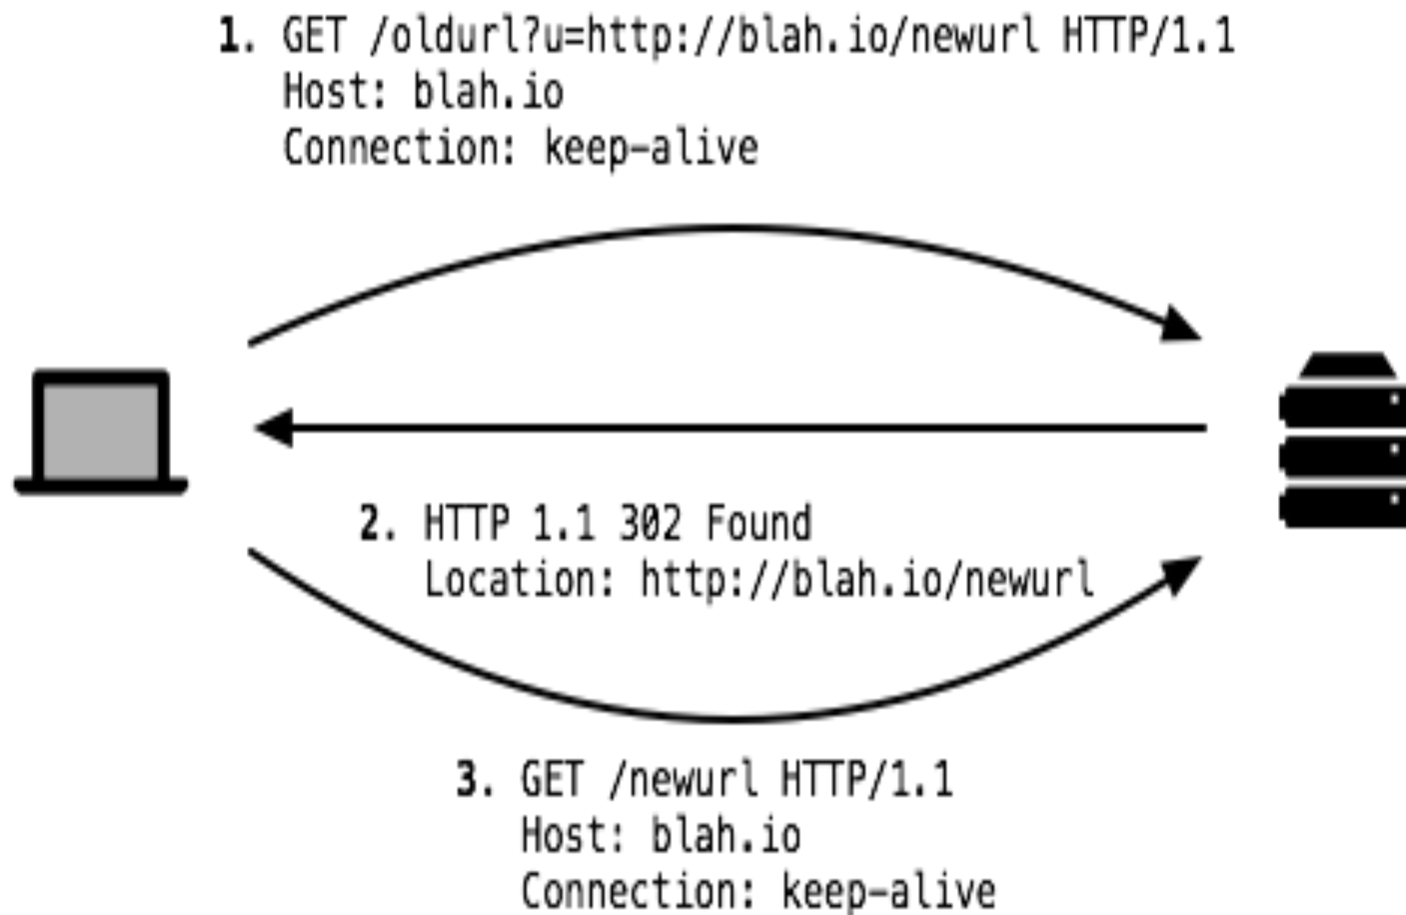 1. GET /oldurl?u=http://blah.io/newurl HTTP/1.1
Host: blah.io
Connection: keep-alive
2. HTTP 1.1 302 Found
Location: http://blah.io/newurl
3. GET /newurl HTTP/1.1
Host: blah.io
Connection: keep-alive